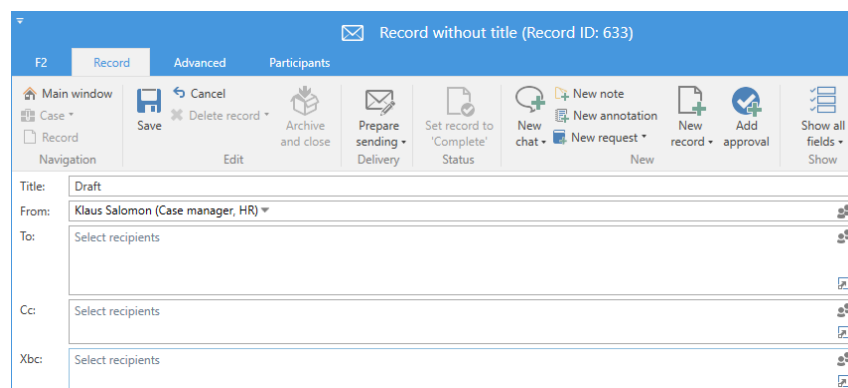 Record without title (Record ID: 633)
F2 Record Advanced Participants
Main window
Case
Record
Navigation
Save
Cancel
Delete record
Archive
and close
Edit
Prepare
sending
Delivery
Set record to
'Complete'
Status
New
chat
New note
New annotation
New request
New
record
Add
approval
New
Show all
fields
Show
Title: Draft
From: Klaus Salomon (Case manager, HR)
To: Select recipients
Cc: Select recipients
Xbc: Select recipients